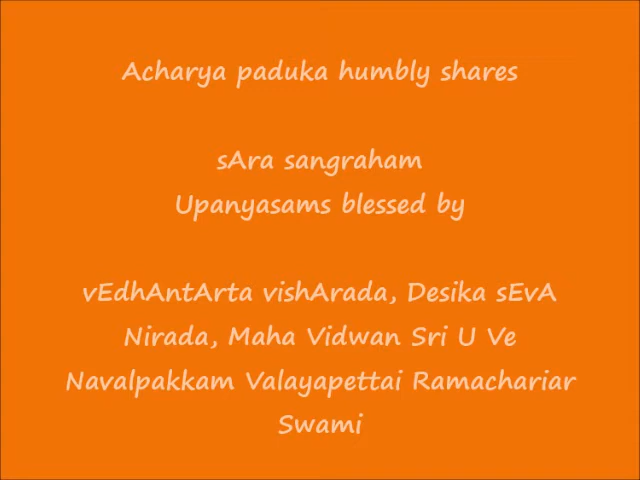 Acharya paduka humbly shares
sAra sangraham
Upanyasams blessed by
vEdhAntArta vishArada, Desika sEvA
Nirada, Maha Vidwan Sri U Ve
Navalpakkam Valayapettai Ramachariar
Swami